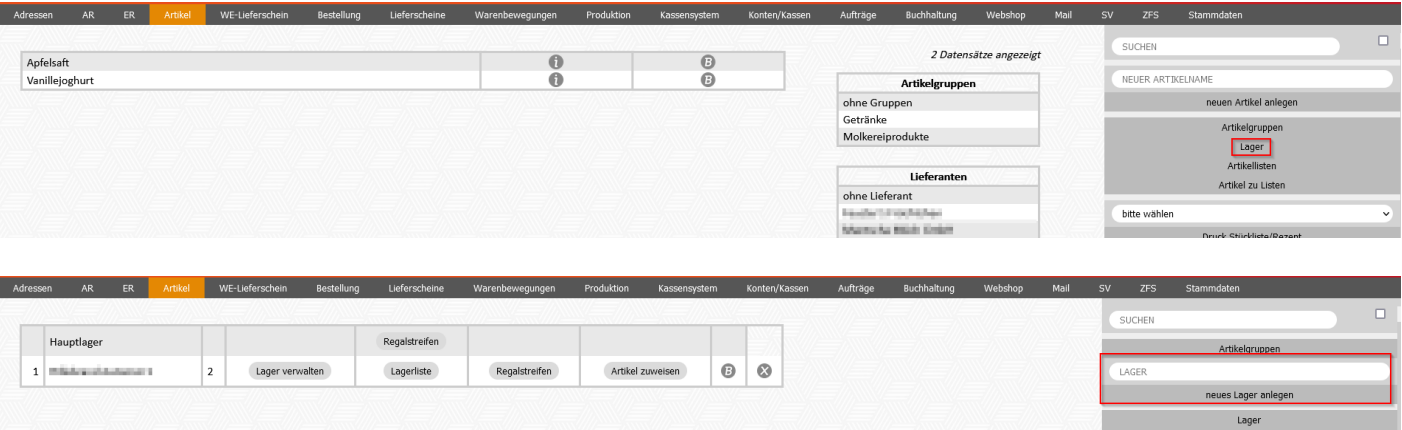 Adressen AR ER Artikel WE-Lieferschein Bestellung Lieferscheine Warenbewegungen Produktion Kassensystem Konten/Kassen Aufträge Buchhaltung Webshop Mail SV ZFS Stammdaten
SUCHEN
2 Datensätze angezeigt
Apfelsaft i B
Vanillejoghurt i B
NEUER ARTIKELNAME
Artikelgruppen
neuen Artikel anlegen
ohne Gruppen
Getränke
Molkereiprodukte
Artikelgruppen
Lager
Artikellisten
Artikel zu Listen
Lieferanten
ohne Lieferant
bitte wählen
Druck Stückliste/Rezept
Adressen AR ER Artikel WE-Lieferschein Bestellung Lieferscheine Warenbewegungen Produktion Kassensystem Konten/Kassen Aufträge Buchhaltung Webshop Mail SV ZFS Stammdaten
SUCHEN
Hauptlager Regalstreifen
Artikelgruppen
1 2 Lager verwalten Lagerliste Regalstreifen Artikel zuweisen B X
LAGER
neues Lager anlegen
Lager